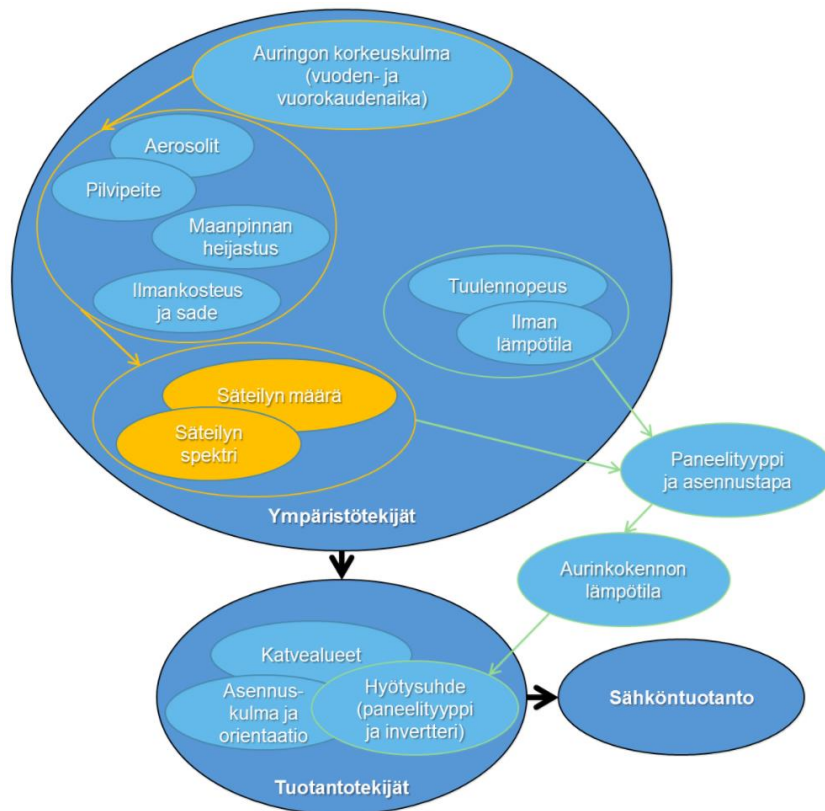 Auringon korkeuskulma
(vuoden- ja
vuorokaudenaika)
Aerosolit
Pilvipeite
Maanpinnan
heijastus
Ilmankosteus
ja sade
Tuulennopeus
Ilman
lämpötila
Säteilyn määrä
Säteilyn
spektri
Ympäristötekijät
Paneelityyppi
ja asennustapa
Aurinkokennon
lämpötila
Katvealueet
Asennus-
kulma ja
orientaatio
Hyötysuhde
(paneelityyppi
ja invertteri)
Tuotantotekijät
Sähköntuotanto